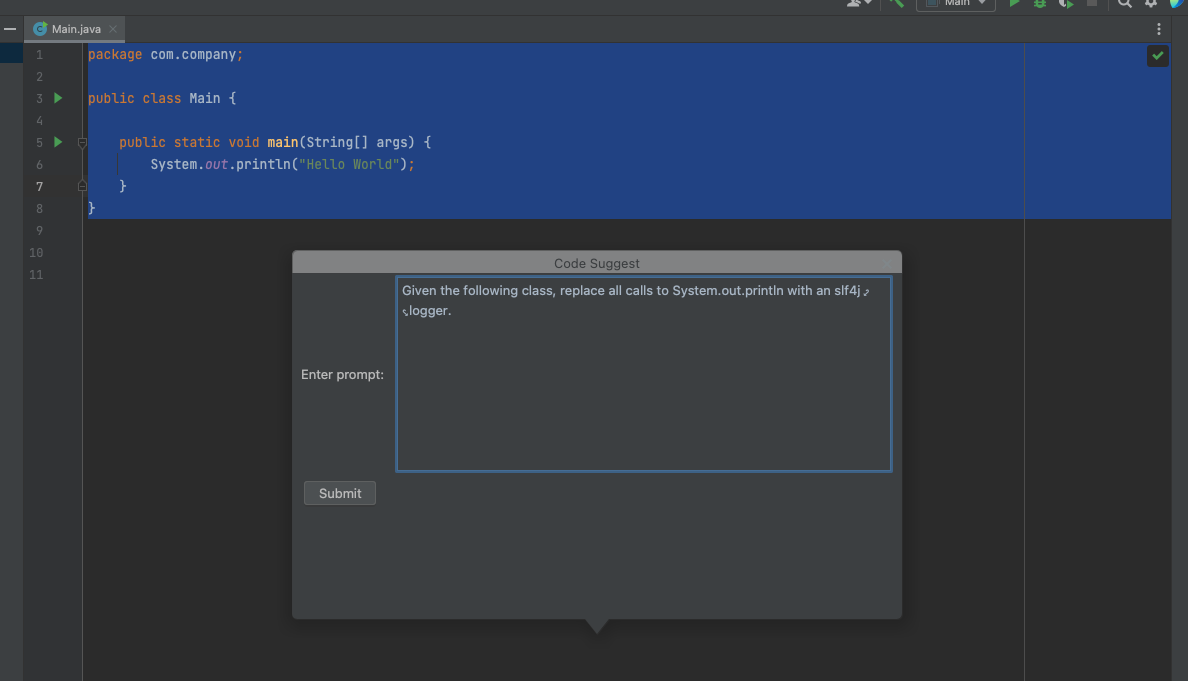 Main
Main.java
1 package com.company;
2
3 public class Main {
4
5 public static void main(String[] args) {
6 System.out.println("Hello World");
7 }
8 }
9
10
11
Code Suggest
Given the following class, replace all calls to System.out.println with an slf4j
logger.
Enter prompt:
Submit